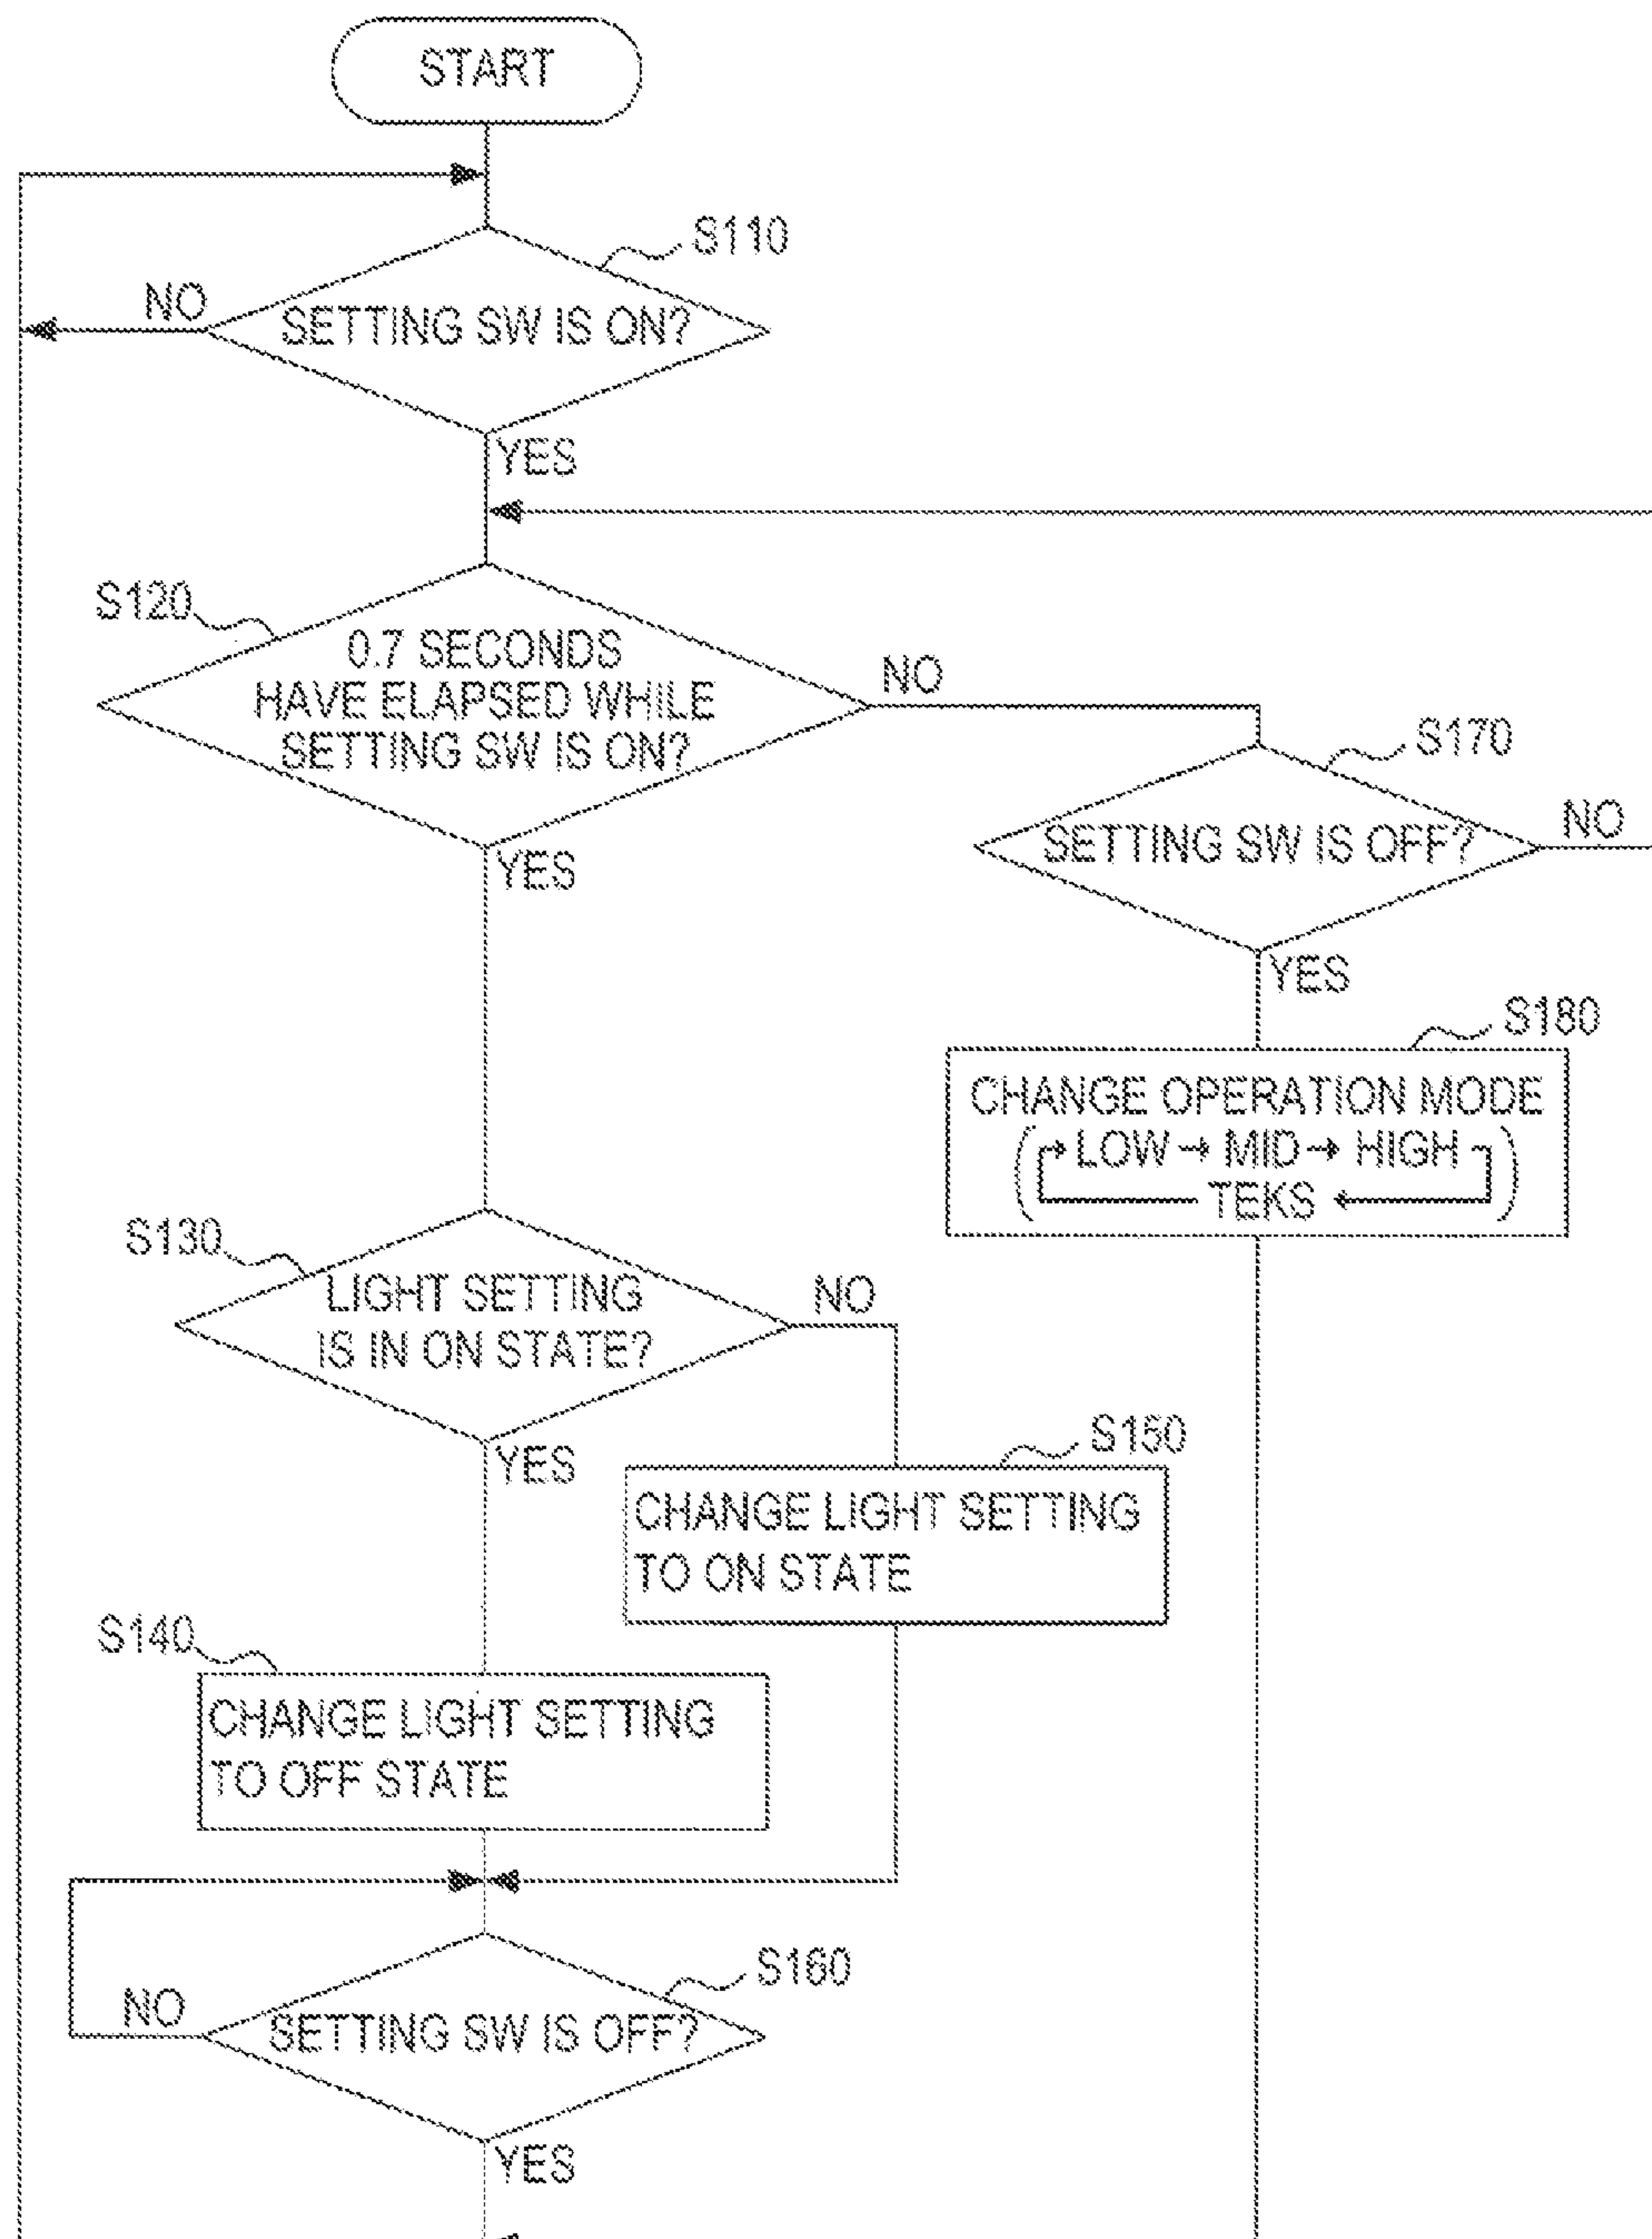 START
S110
NO
SETTING SW IS ON?
YES
S120
0.7 SECONDS
HAVE ELAPSED WHILE
SETTING SW IS ON?
NO
YES
S170
SETTING SW IS OFF?
NO
YES
S180
CHANGE OPERATION MODE
(→ LOW → MID → HIGH
TEKS ←)
S130
LIGHT SETTING
IS IN ON STATE?
NO
YES
S150
CHANGE LIGHT SETTING
TO ON STATE
S140
CHANGE LIGHT SETTING
TO OFF STATE
S160
NO
SETTING SW IS OFF?
YES